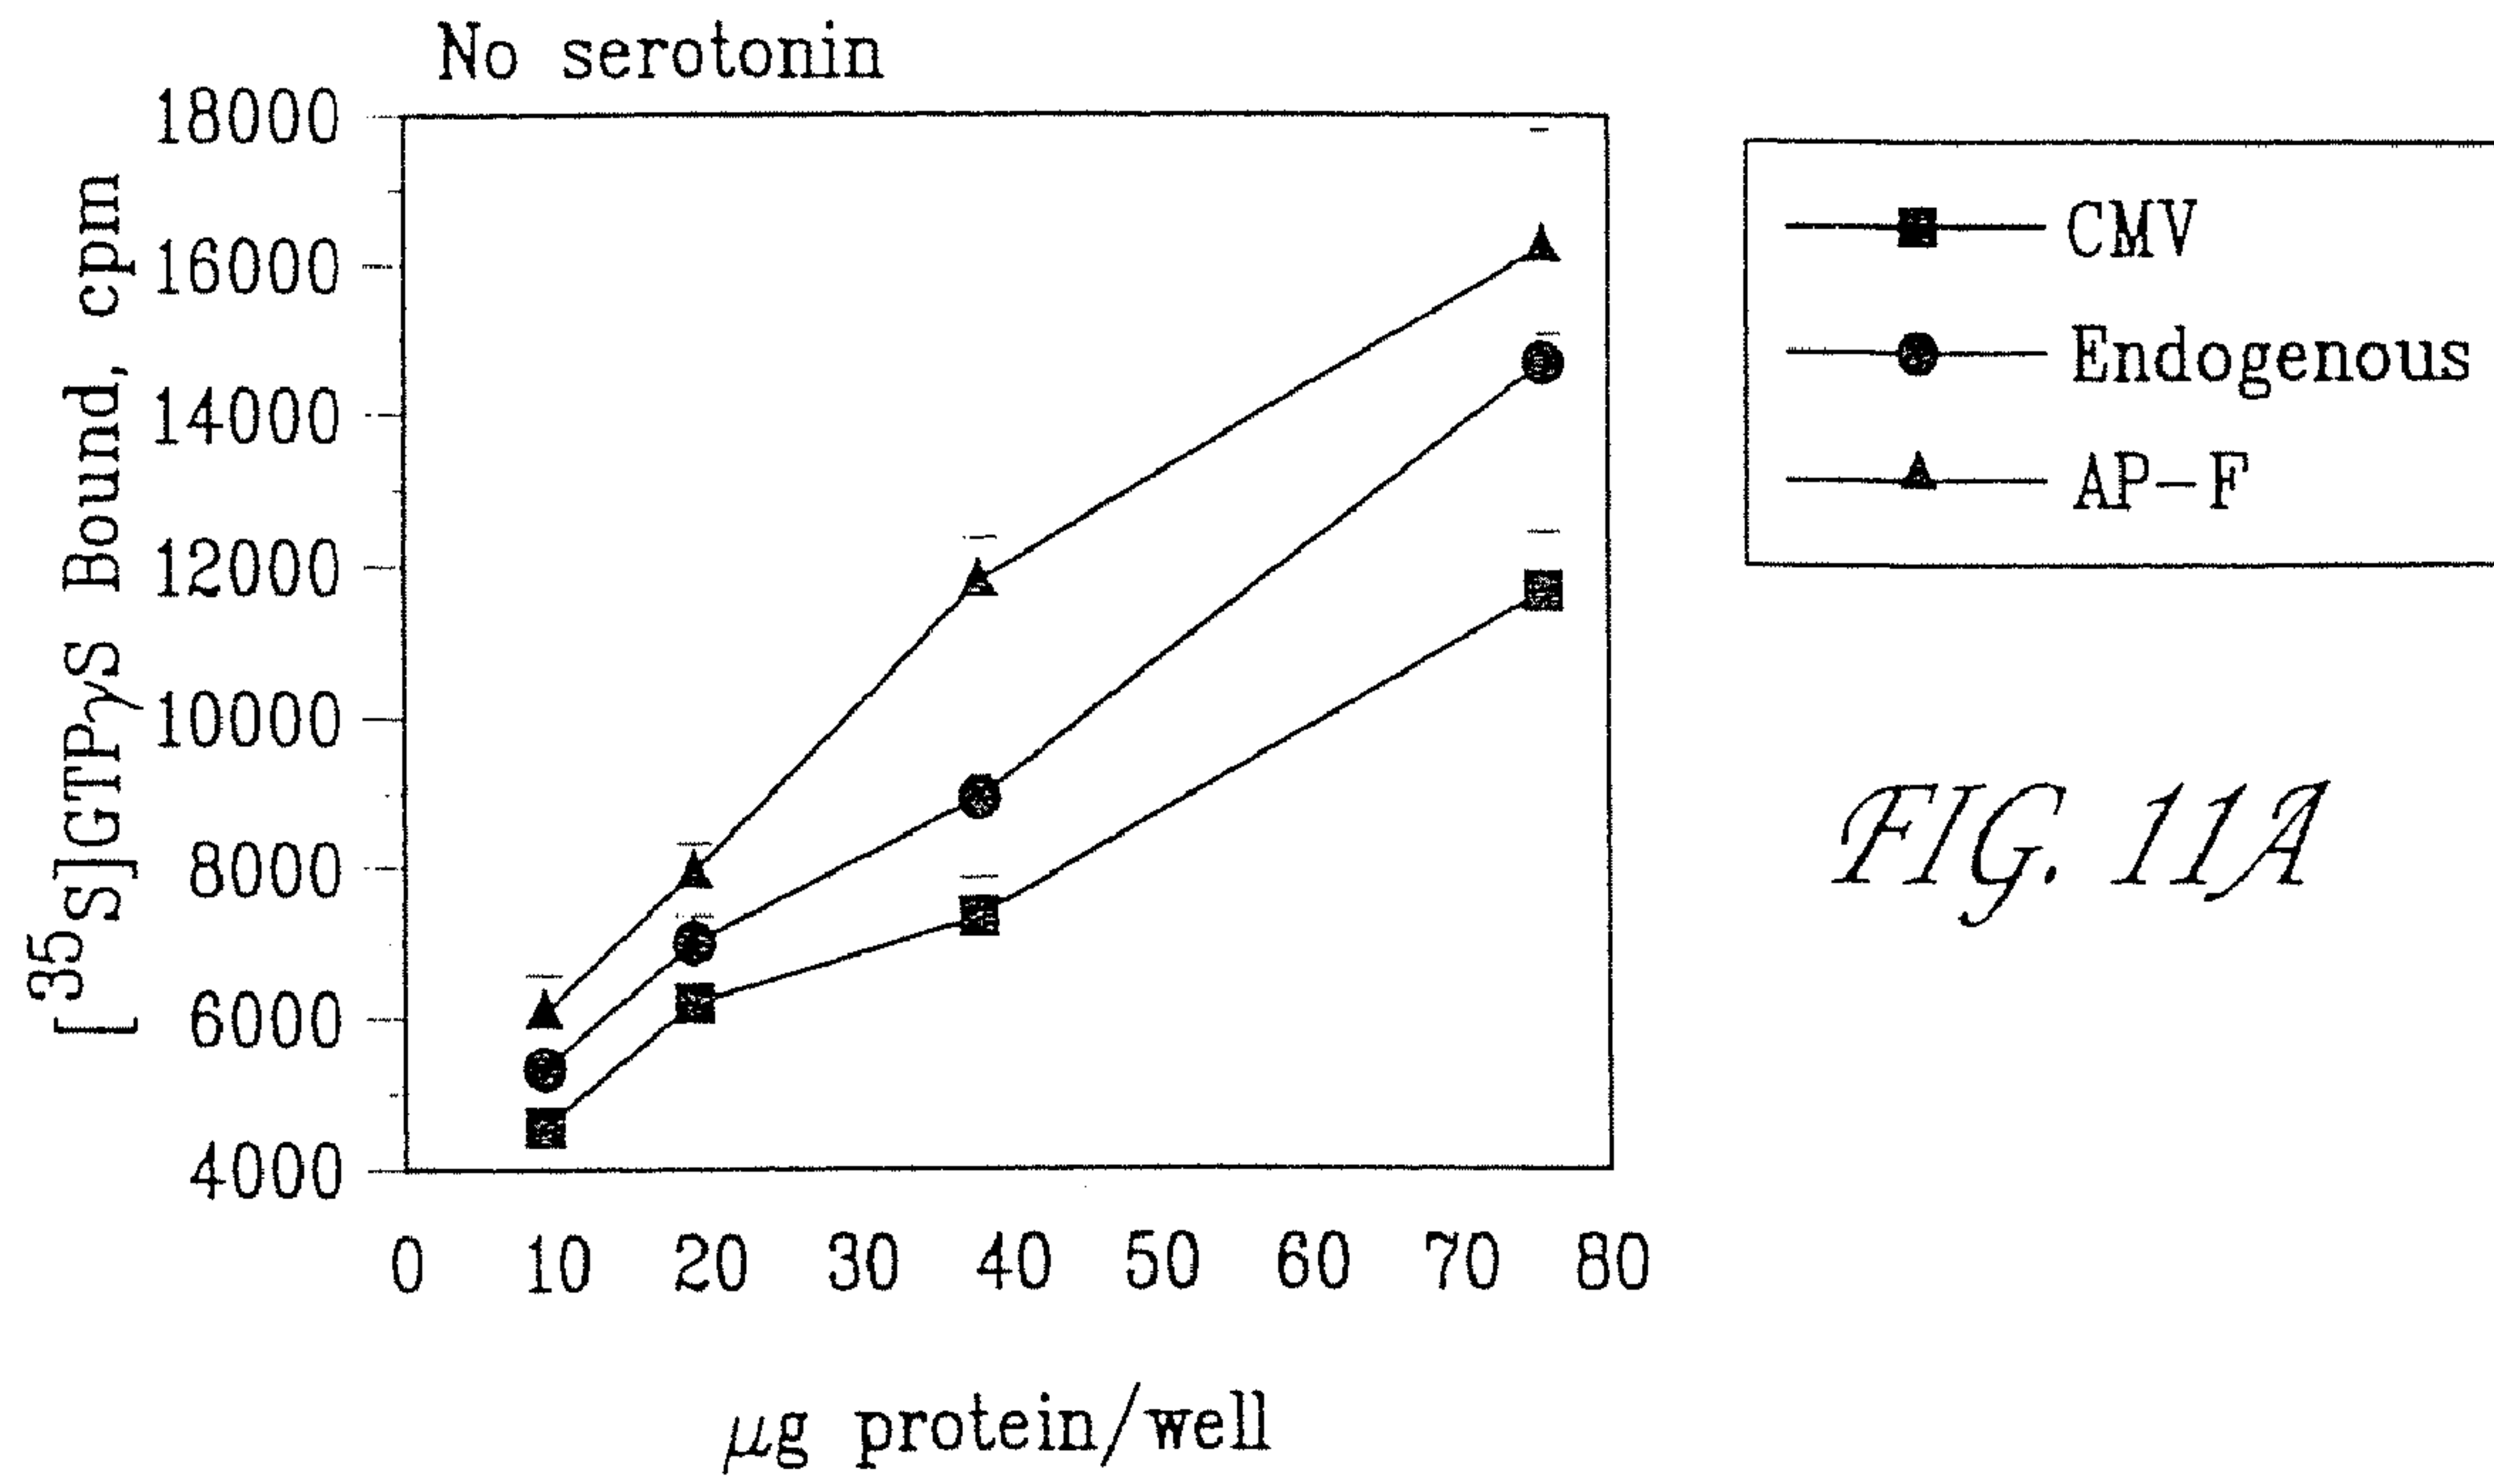 No serotonin
18000
16000
14000
12000
10000
8000
6000
4000
[³⁵S]GTPγS Bound, cpm
0 10 20 30 40 50 60 70 80
μg protein/well
CMV
Endogenous
AP-F
FIG. 11A